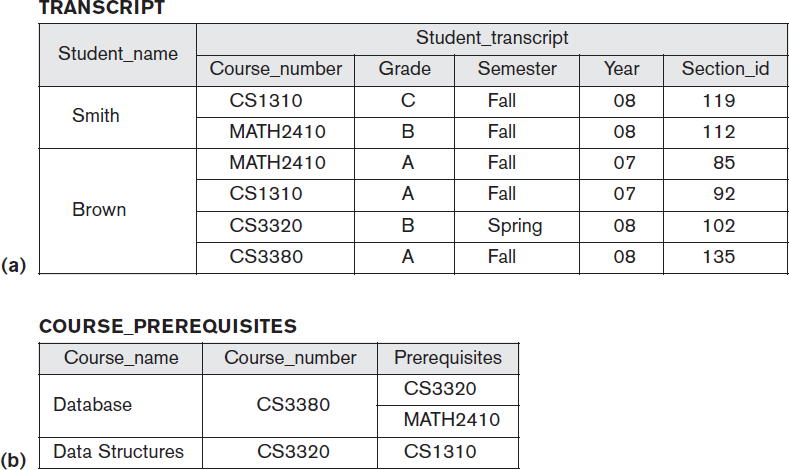 TRANSCRIPT
Student_name Student_transcript
Course_number Grade Semester Year Section_id
Smith CS1310 C Fall 08 119
MATH2410 B Fall 08 112
Brown MATH2410 A Fall 07 85
CS1310 A Fall 07 92
CS3320 B Spring 08 102
CS3380 A Fall 08 135
(a)
COURSE_PREREQUISITES
Course_name Course_number Prerequisites
Database CS3380 CS3320
MATH2410
Data Structures CS3320 CS1310
(b)